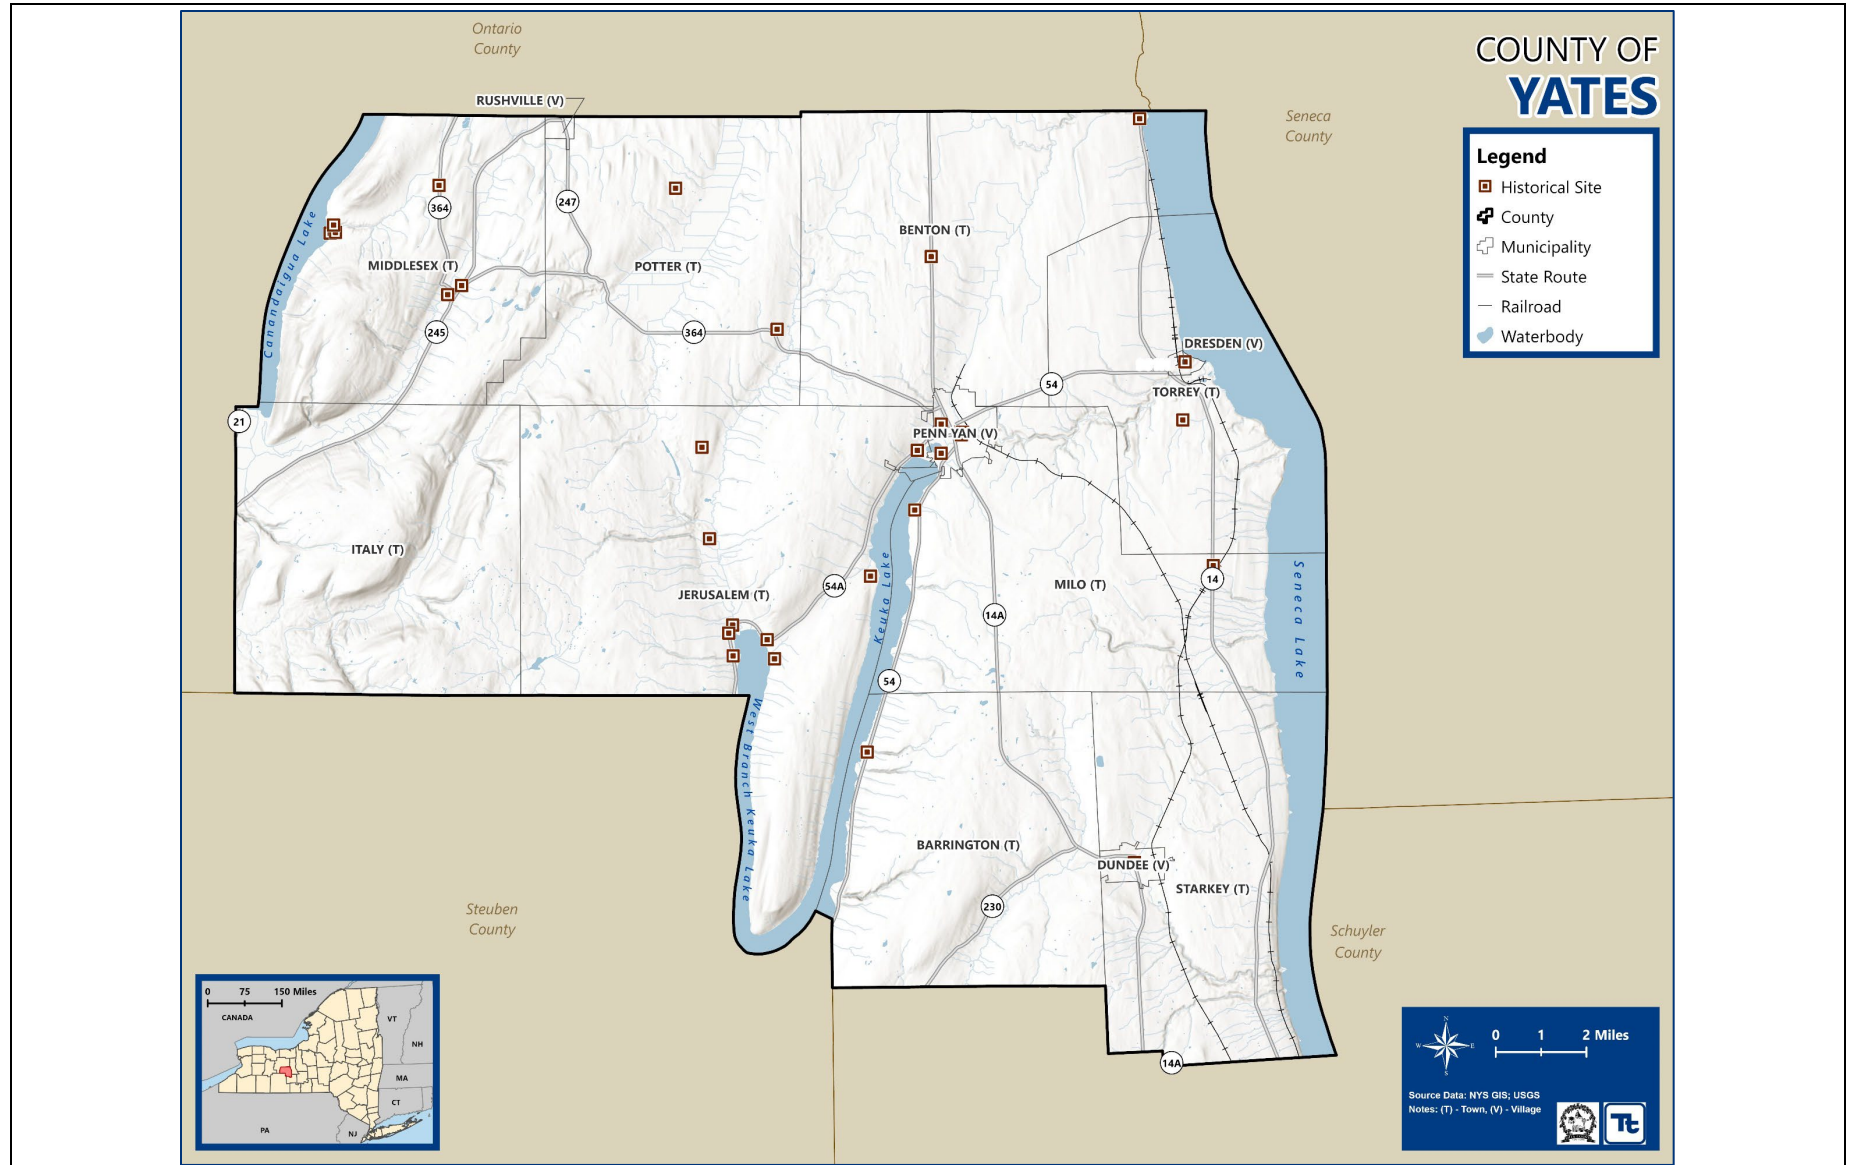 Ontario
County
COUNTY OF
YATES
RUSHVILLE (V)
Seneca
County
Legend
Historical Site
County
Municipality
State Route
Railroad
Waterbody
364
247
BENTON (T)
MIDDLESEX (T)
POTTER (T)
Canandaigua Lake
245
364
DRESDEN (V)
54
TORREY (T)
21
PENN YAN (V)
ITALY (T)
JERUSALEM (T)
54A
Keuka Lake
MILO (T)
14
14A
Seneca Lake
54
West Branch Keuka Lake
BARRINGTON (T)
DUNDEE (V)
STARKEY (T)
230
Steuben
County
Schuyler
County
14A
0 75 150 Miles
CANADA
VT
NH
MA
CT
PA
NJ
N
W E
S
0 1 2 Miles
Source Data: NYS GIS; USGS
Notes: (T) - Town, (V) - Village
Tt